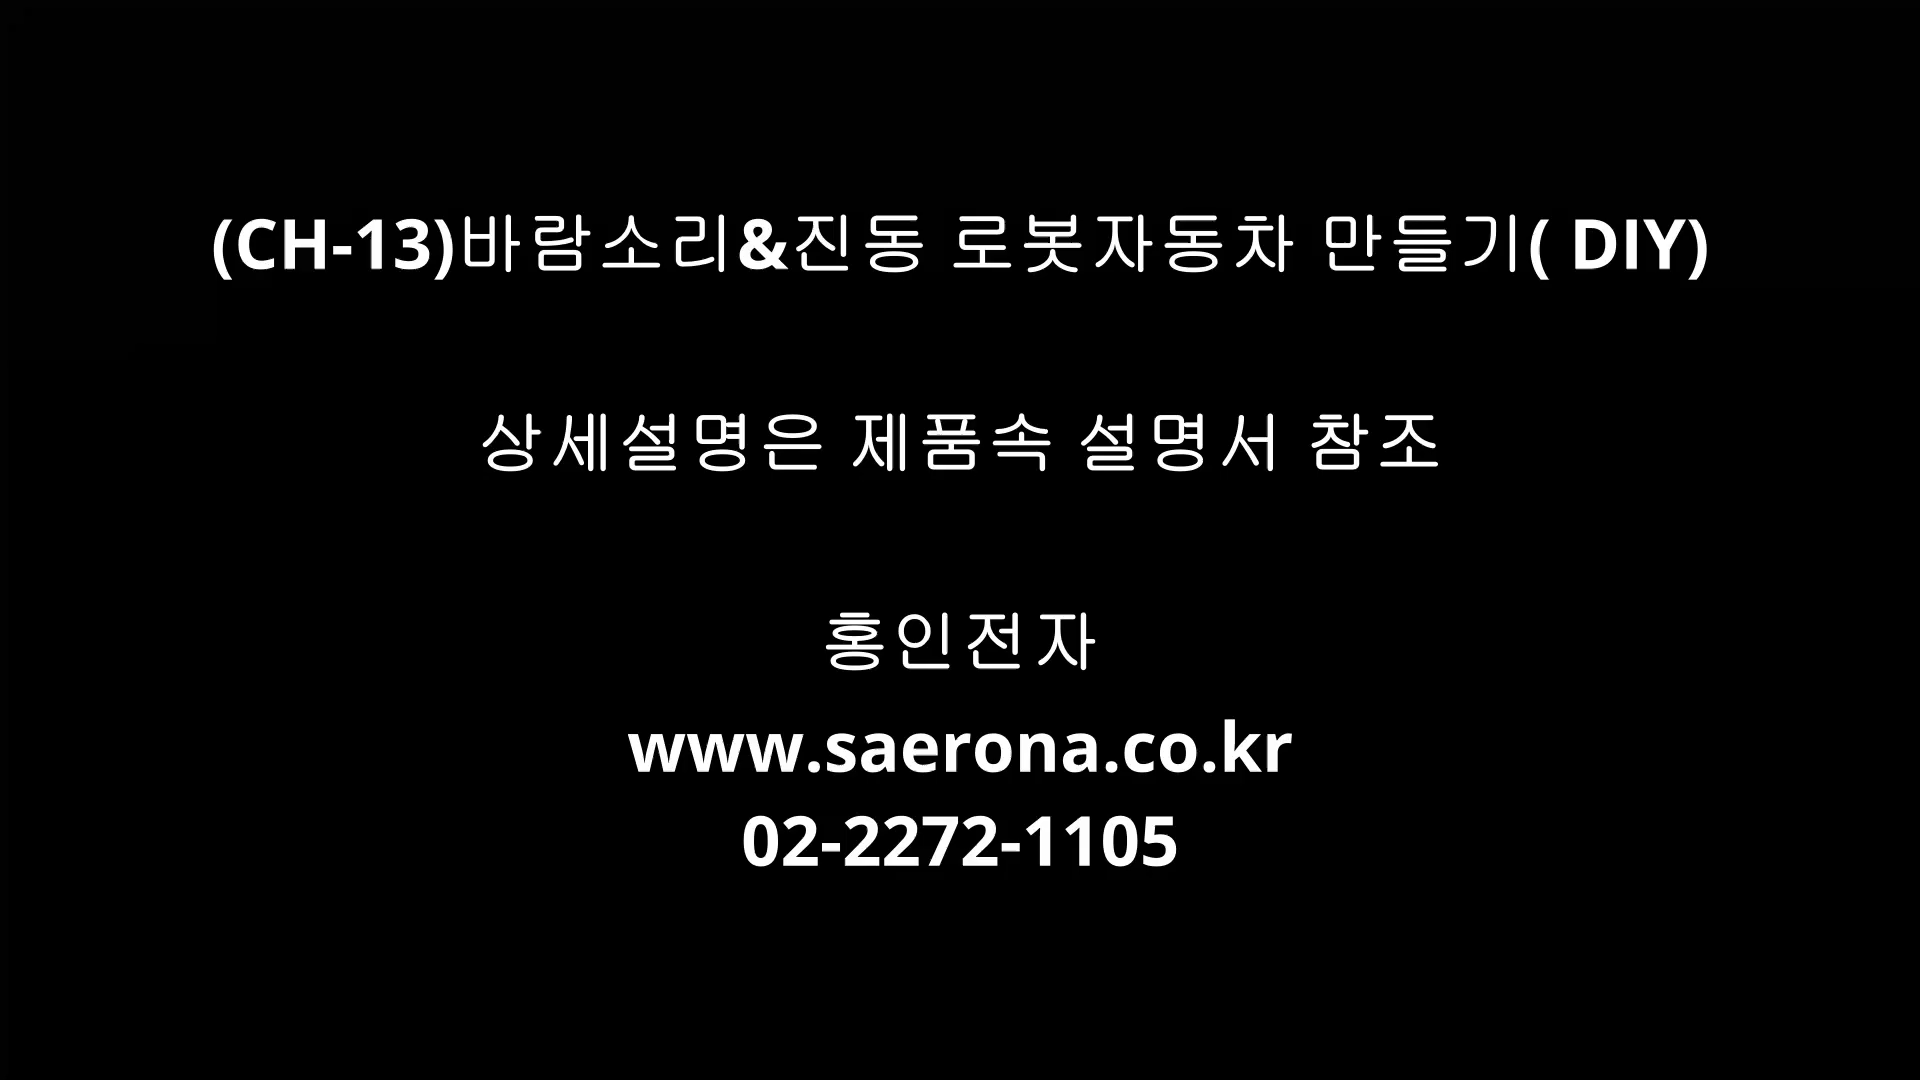 (CH-13)바람소리&진동 로봇자동차 만들기( DIY)
상세설명은 제품속 설명서 참조
홍인전자
www.saerona.co.kr
02-2272-1105